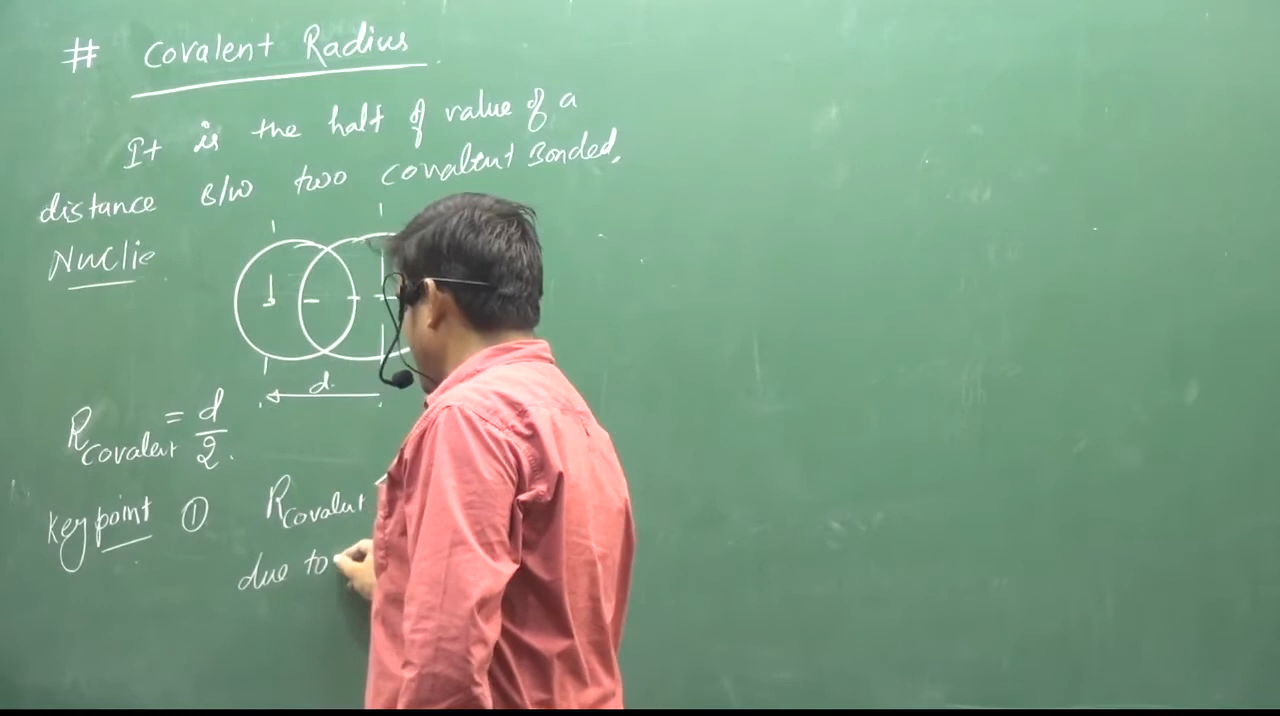 # Covalent Radius
It is the half of value of a
distance B/W two covalent Bonded
Nuclie
d
R covalent = d/2
Key point ① R covalent
due to